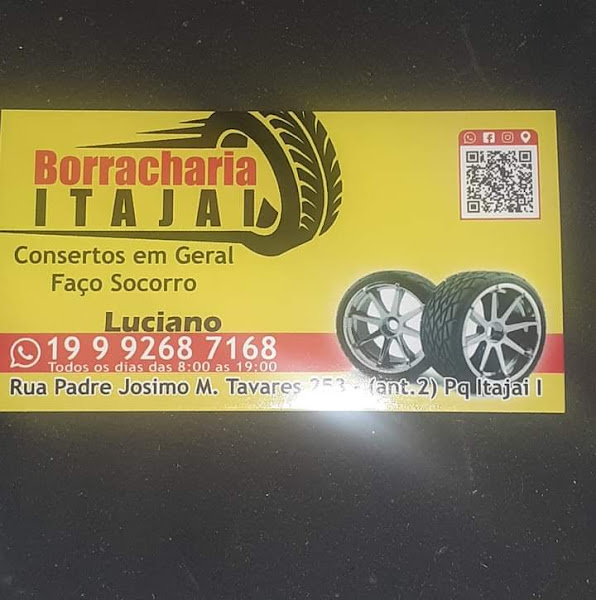 Borracharia
ITAJAI
Consertos em Geral
Faço Socorro
Luciano
19 9 9268 7168
Todos os dias das 8:00 as 19:00
Rua Padre Josimo M. Tavares 253 - (ant.2) Pq Itajai I